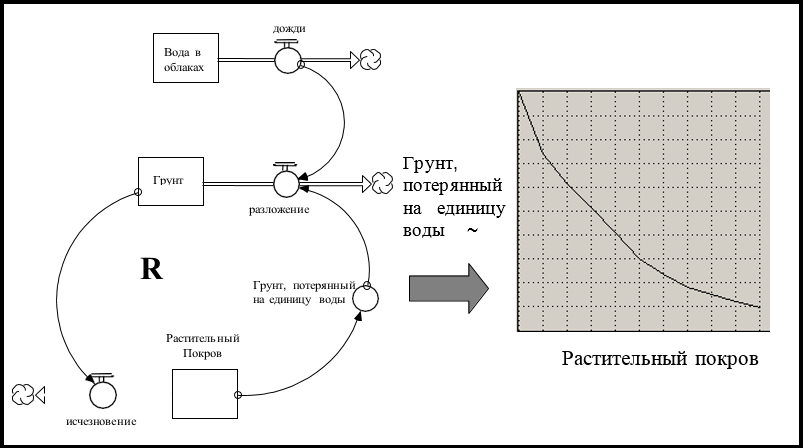 дожди
Вода в
облаках
Грунт
разложение
R
Грунт, потерянный
на единицу воды
Растительный
Покров
исчезновение
Грунт,
потерянный
на единицу
воды ~
Растительный покров